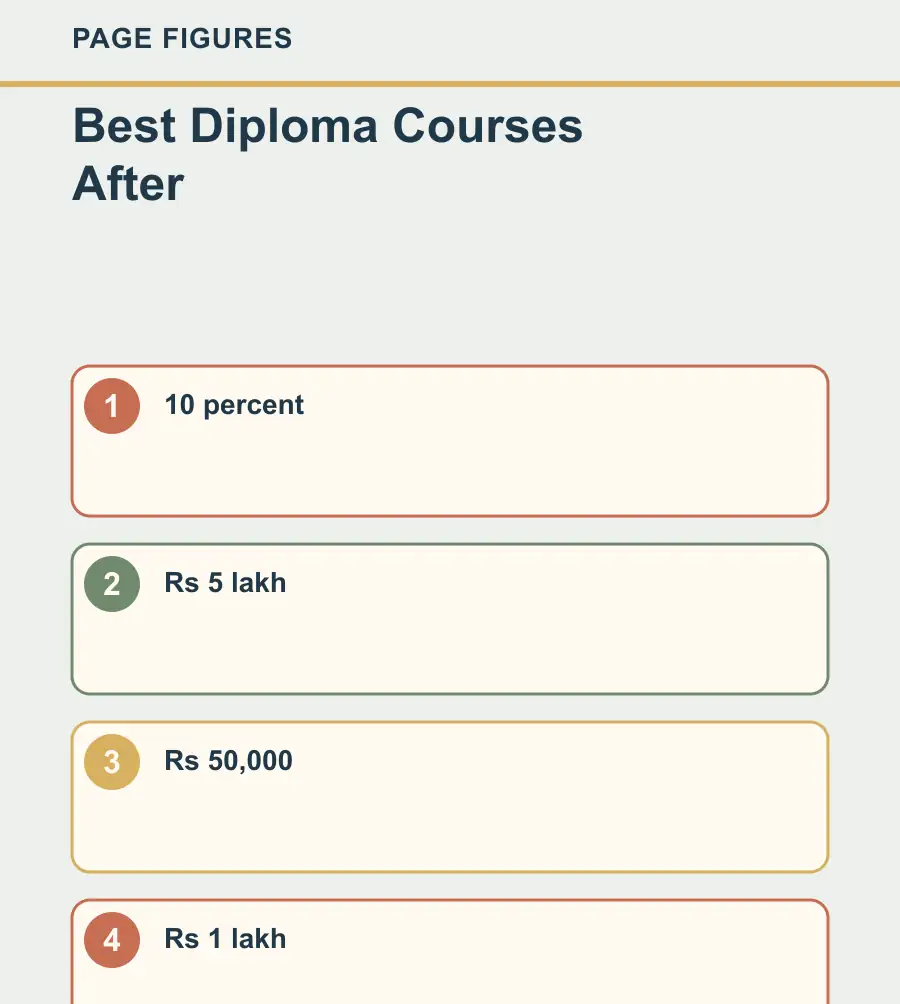 PAGE FIGURES
Best Diploma Courses
After
1 10 percent
2 Rs 5 lakh
3 Rs 50,000
4 Rs 1 lakh